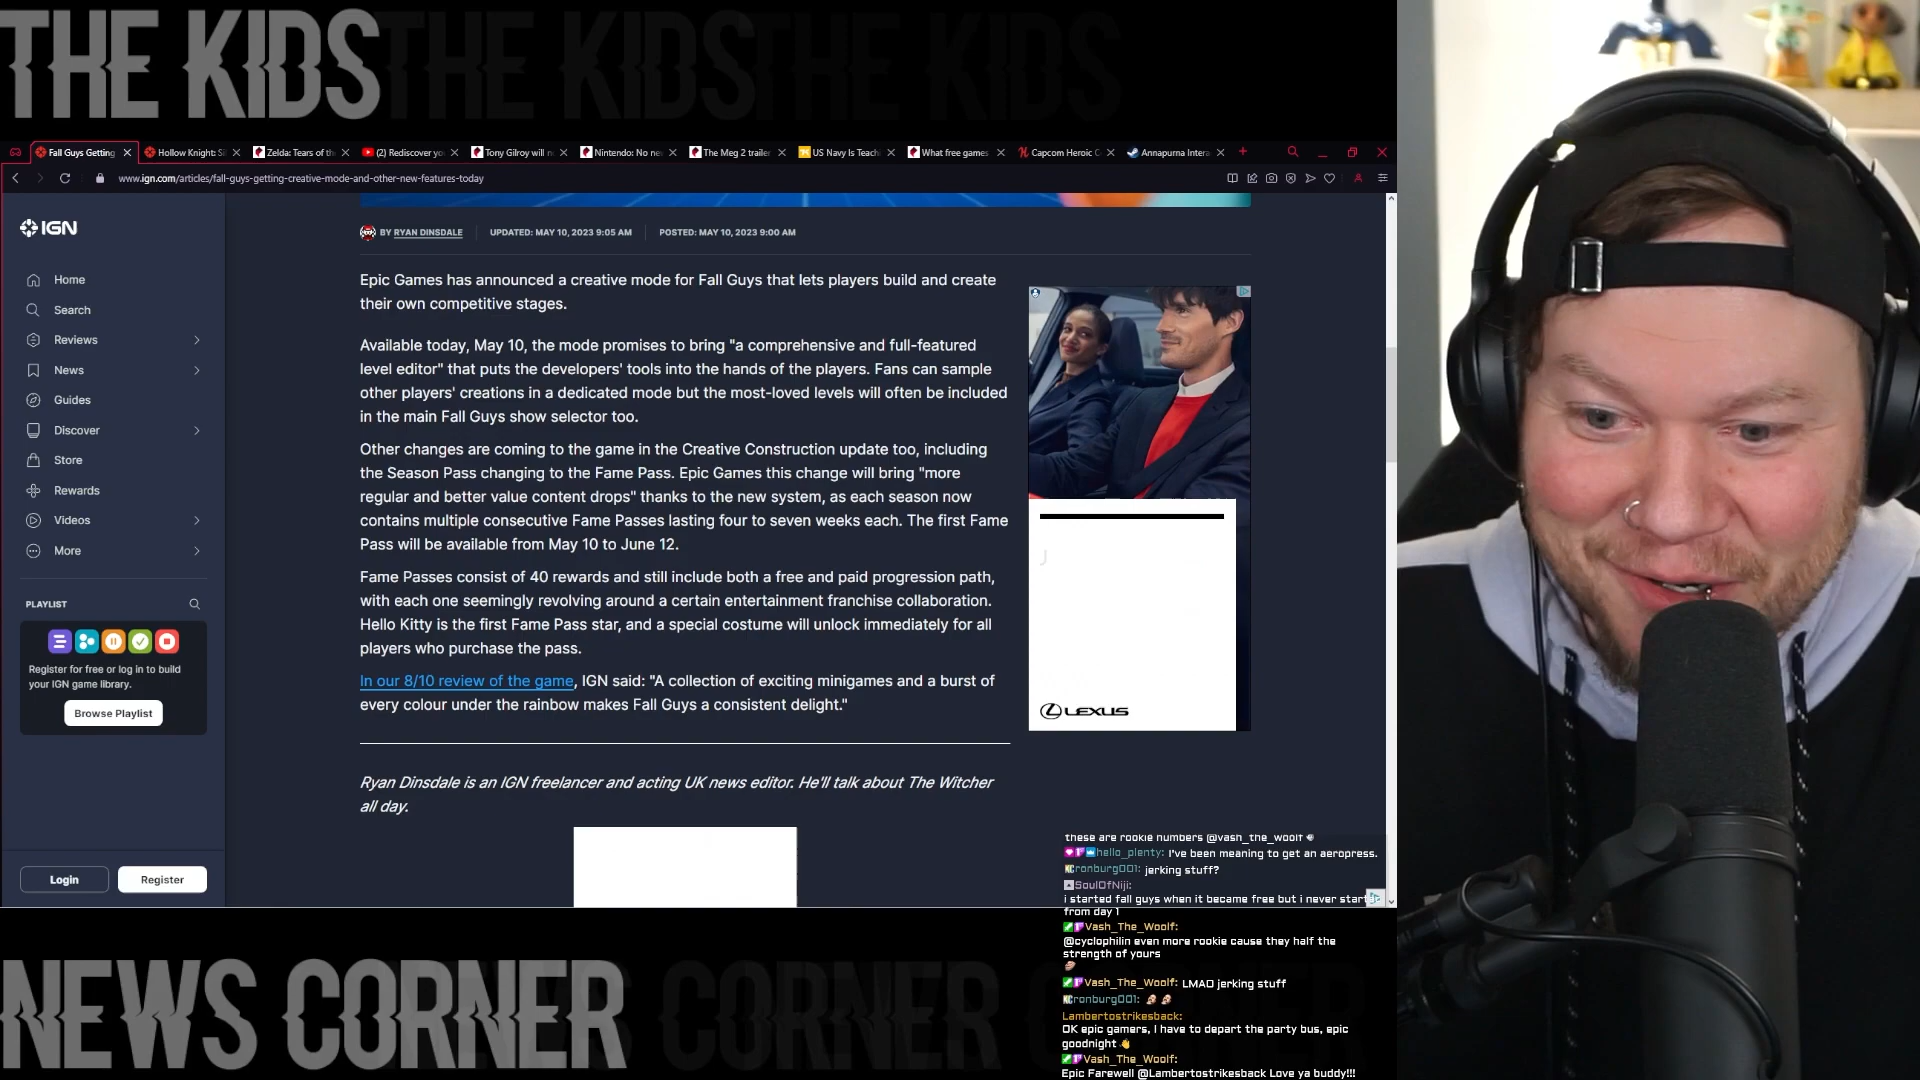 THE KIDS THE KIDS THE KIDS
Fall Guys Getting
Hollow Knight: Si
Zelda: Tears of th
(2) Rediscover yo
Tony Gilroy will n
Nintendo: No ne
The Meg 2 trailer
US Navy Is Teach
What free games
Capcom Heroic C
Annapurna Intera
www.ign.com/articles/fall-guys-getting-creative-mode-and-other-new-features-today
IGN
Home
Search
Reviews
News
Guides
Discover
Store
Rewards
Videos
More
PLAYLIST
Register for free or log in to build
your IGN game library.
Browse Playlist
Login
Register
BY RYAN DINSDALE
UPDATED: MAY 10, 2023 9:05 AM
POSTED: MAY 10, 2023 9:00 AM
Epic Games has announced a creative mode for Fall Guys that lets players build and create
their own competitive stages.
Available today, May 10, the mode promises to bring "a comprehensive and full-featured
level editor" that puts the developers' tools into the hands of the players. Fans can sample
other players' creations in a dedicated mode but the most-loved levels will often be included
in the main Fall Guys show selector too.
Other changes are coming to the game in the Creative Construction update too, including
the Season Pass changing to the Fame Pass. Epic Games this change will bring "more
regular and better value content drops" thanks to the new system, as each season now
contains multiple consecutive Fame Passes lasting four to seven weeks each. The first Fame
Pass will be available from May 10 to June 12.
Fame Passes consist of 40 rewards and still include both a free and paid progression path,
with each one seemingly revolving around a certain entertainment franchise collaboration.
Hello Kitty is the first Fame Pass star, and a special costume will unlock immediately for all
players who purchase the pass.
In our 8/10 review of the game, IGN said: "A collection of exciting minigames and a burst of
every colour under the rainbow makes Fall Guys a consistent delight."
Ryan Dinsdale is an IGN freelancer and acting UK news editor. He'll talk about The Witcher
all day.
J
LEXUS
these are rookie numbers @vash_the_woolf
hello_plenty: I've been meaning to get an aeropress.
Kronburg001: jerking stuff?
SoulOfNiji:
i started fall guys when it became free but i never start
from day 1
Vash_The_Woolf:
@cyclophilin even more rookie cause they half the
strength of yours
Vash_The_Woolf: LMAO jerking stuff
Kronburg001:
Lambertostrikesback:
OK epic gamers, I have to depart the party bus, epic
goodnight
Vash_The_Woolf:
Epic Farewell @Lambertostrikesback Love ya buddy!!!
NEWS CORNER CORNER CORNER